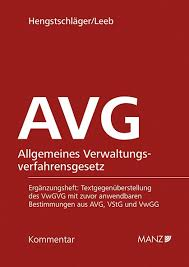 Hengstschläger/Leeb
AVG
Allgemeines Verwaltungs-
verfahrensgesetz
Ergänzungsheft: Textgegenüberstellung
des VwGVG mit zuvor anwendbaren
Bestimmungen aus AVG, VStG und VwGG
Kommentar
MANZ